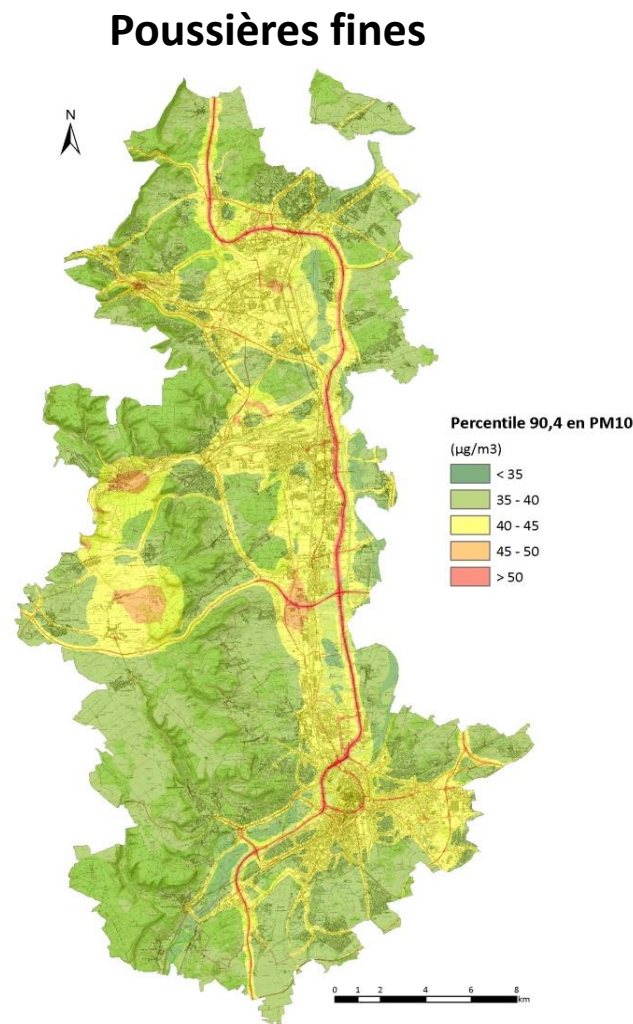 Poussières fines
N
Percentile 90,4 en PM10
(µg/m3)
< 35
35 - 40
40 - 45
45 - 50
> 50
0 1 2 4 6 8
km